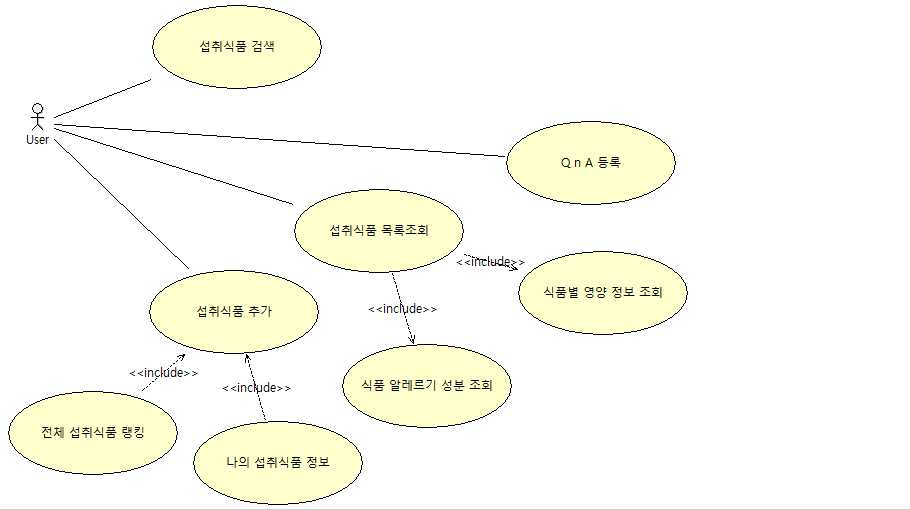 섭취식품 검색
User
Q n A 등록
섭취식품 목록조회
<<include>>
식품별 영양 정보 조회
섭취식품 추가
<<include>>
식품 알레르기 성분 조회
<<include>>
<<include>>
전체 섭취식품 랭킹
나의 섭취식품 정보